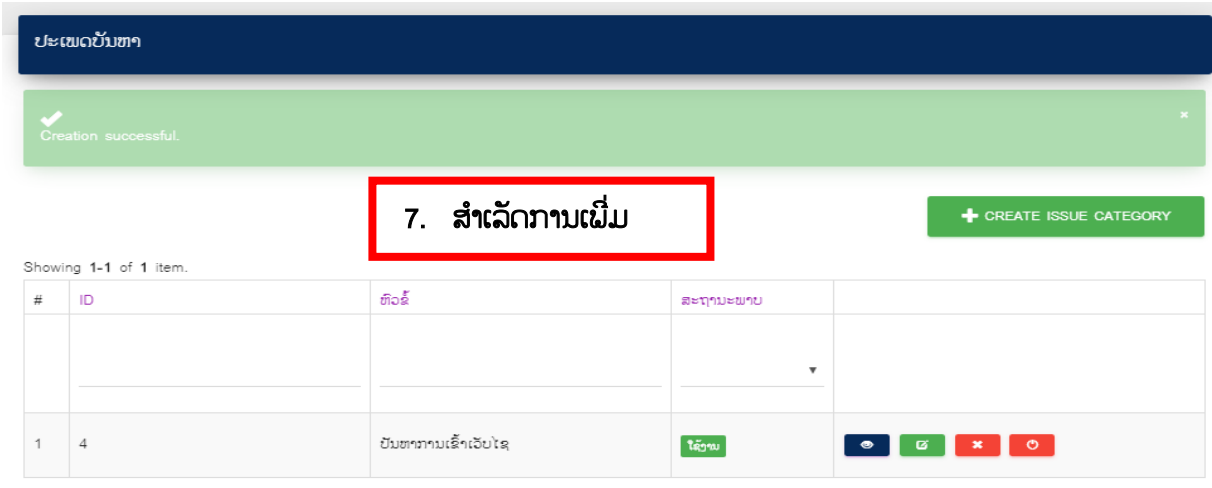 ປະເພດບັນຫາ
Creation successful.
×
7. ສຳເລັດການເພີ່ມ
CREATE ISSUE CATEGORY
Showing 1-1 of 1 item.
# ID ຫົວຂໍ້ ສະຖານະພາບ
1 4 ປັນຫາການເຂົ້າເວັບໄຊ ໃຊ້ງານ